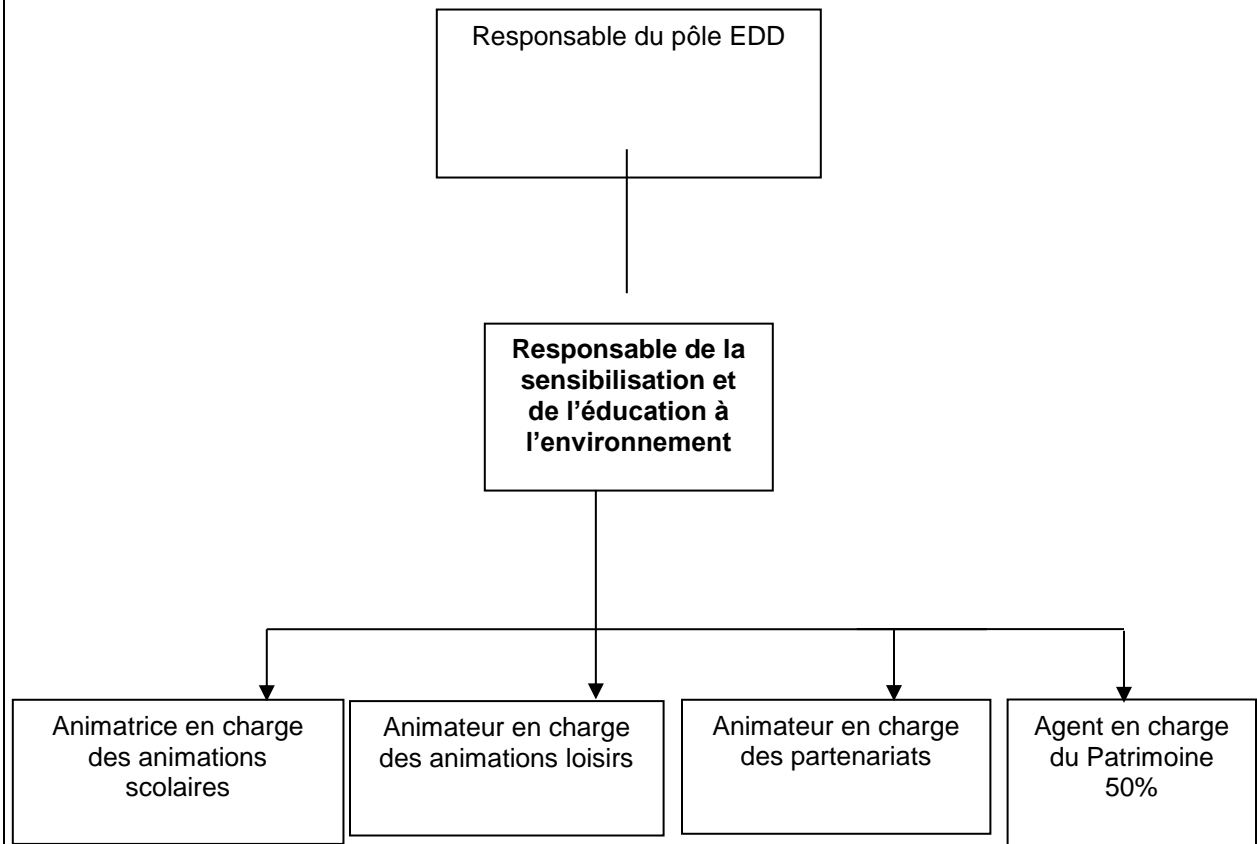 Responsable du pôle EDD
Responsable de la
sensibilisation et
de l’éducation à
l’environnement
Animatrice en charge
des animations
scolaires
Animateur en charge
des animations loisirs
Animateur en charge
des partenariats
Agent en charge
du Patrimoine
50%